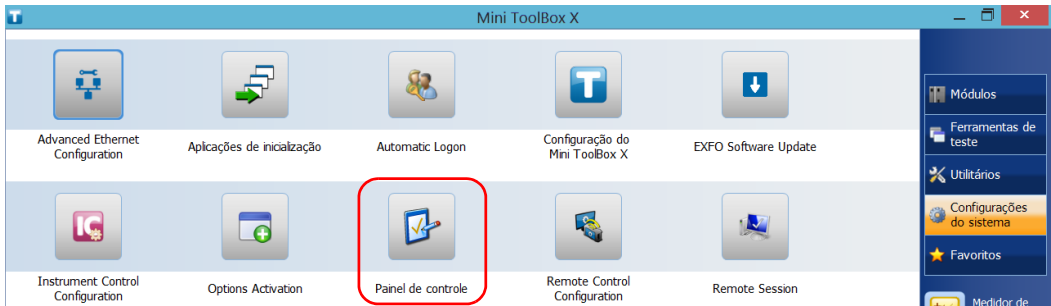 Mini ToolBox X
Advanced Ethernet
Configuration
Aplicações de inicialização
Automatic Logon
Configuração do
Mini ToolBox X
EXFO Software Update
Instrument Control
Configuration
Options Activation
Painel de controle
Remote Control
Configuration
Remote Session
Módulos
Ferramentas de
teste
Utilitários
Configurações
do sistema
Favoritos
Medidor de